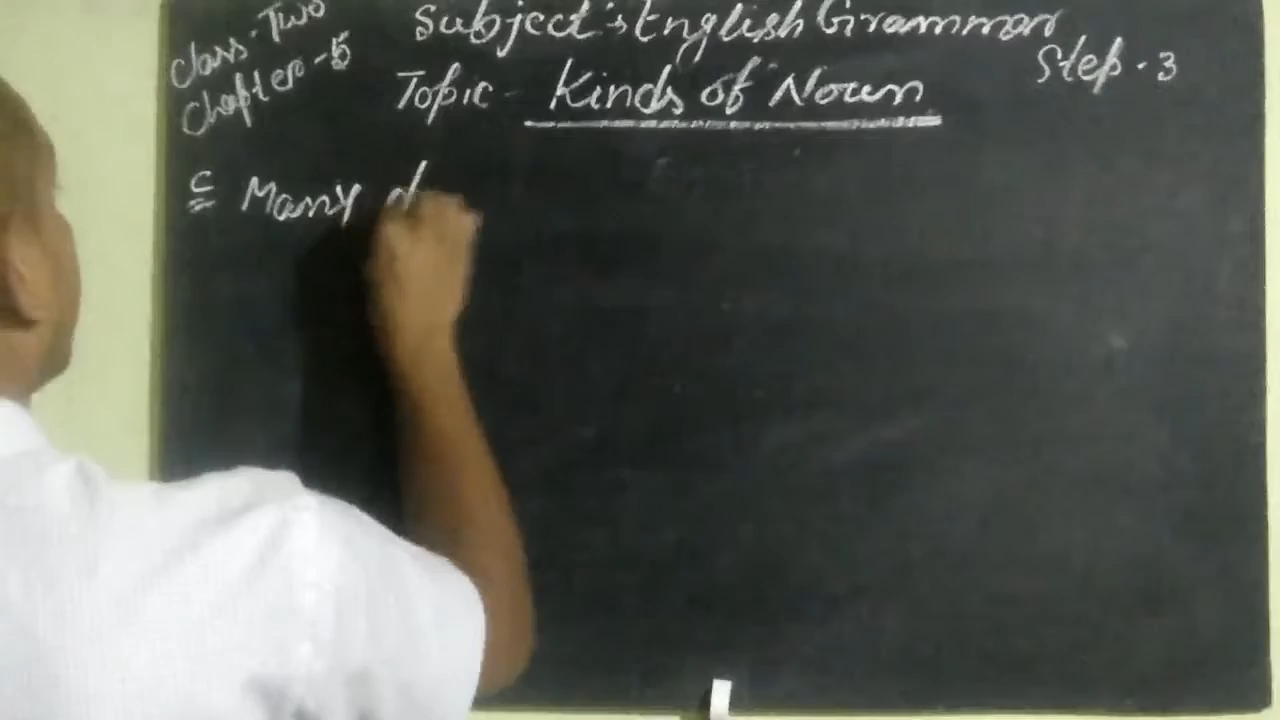 Class-Two
Chapter-5
Subject:English Grammar
Topic - Kinds of Noun
Step-3
C Many